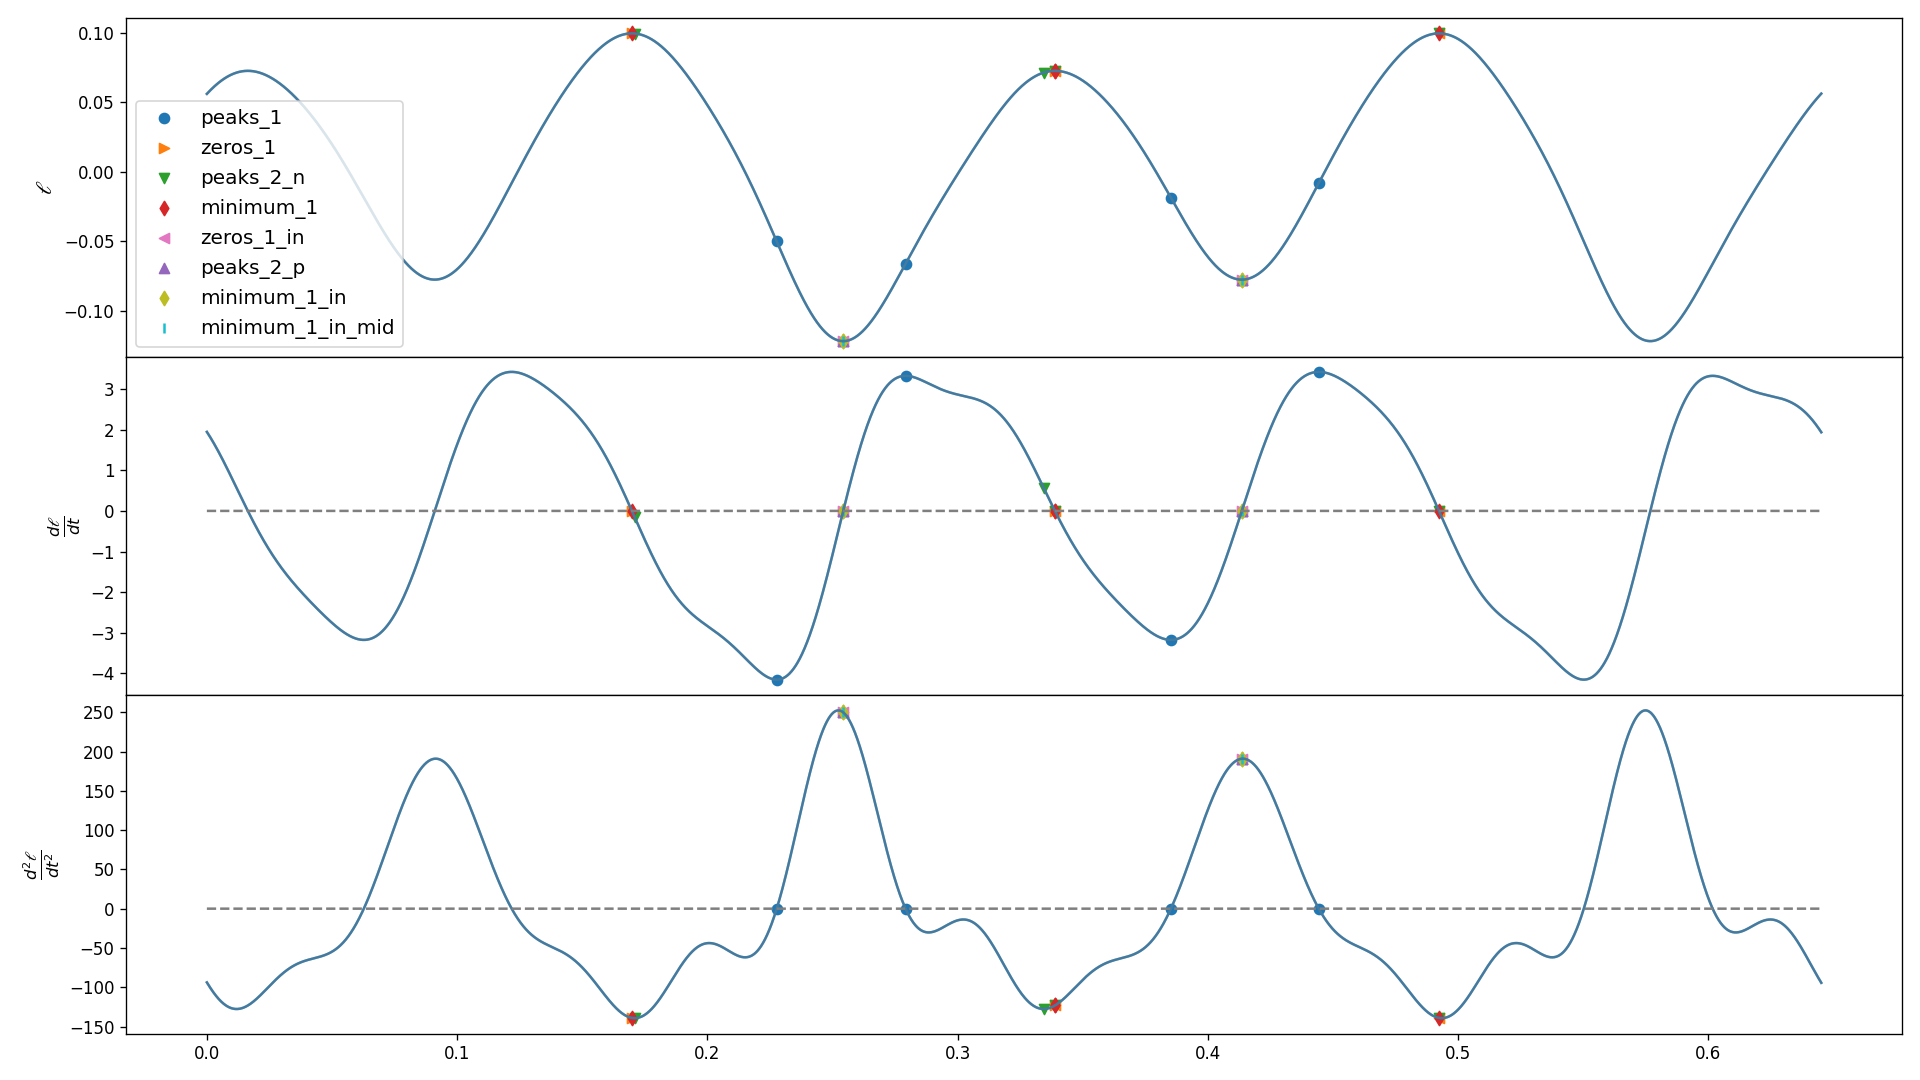 0.10
0.05
0.00
−0.05
−0.10
ℓ
peaks_1
zeros_1
peaks_2_n
minimum_1
zeros_1_in
peaks_2_p
minimum_1_in
minimum_1_in_mid
3
2
1
0
−1
−2
−3
−4
dℓ
dt
250
200
150
100
50
0
−50
−100
−150
d²ℓ
dt²
0.0 0.1 0.2 0.3 0.4 0.5 0.6